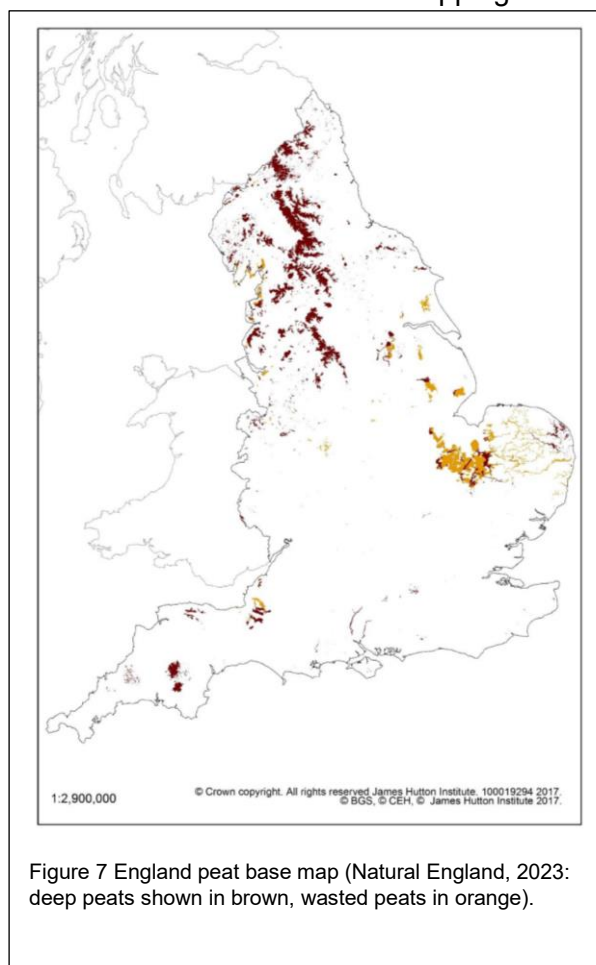 1:2,900,000
© Crown copyright. All rights reserved James Hutton Institute. 100019294 2017.
© BGS, © CEH, © James Hutton Institute 2017.
Figure 7 England peat base map (Natural England, 2023:
deep peats shown in brown, wasted peats in orange).